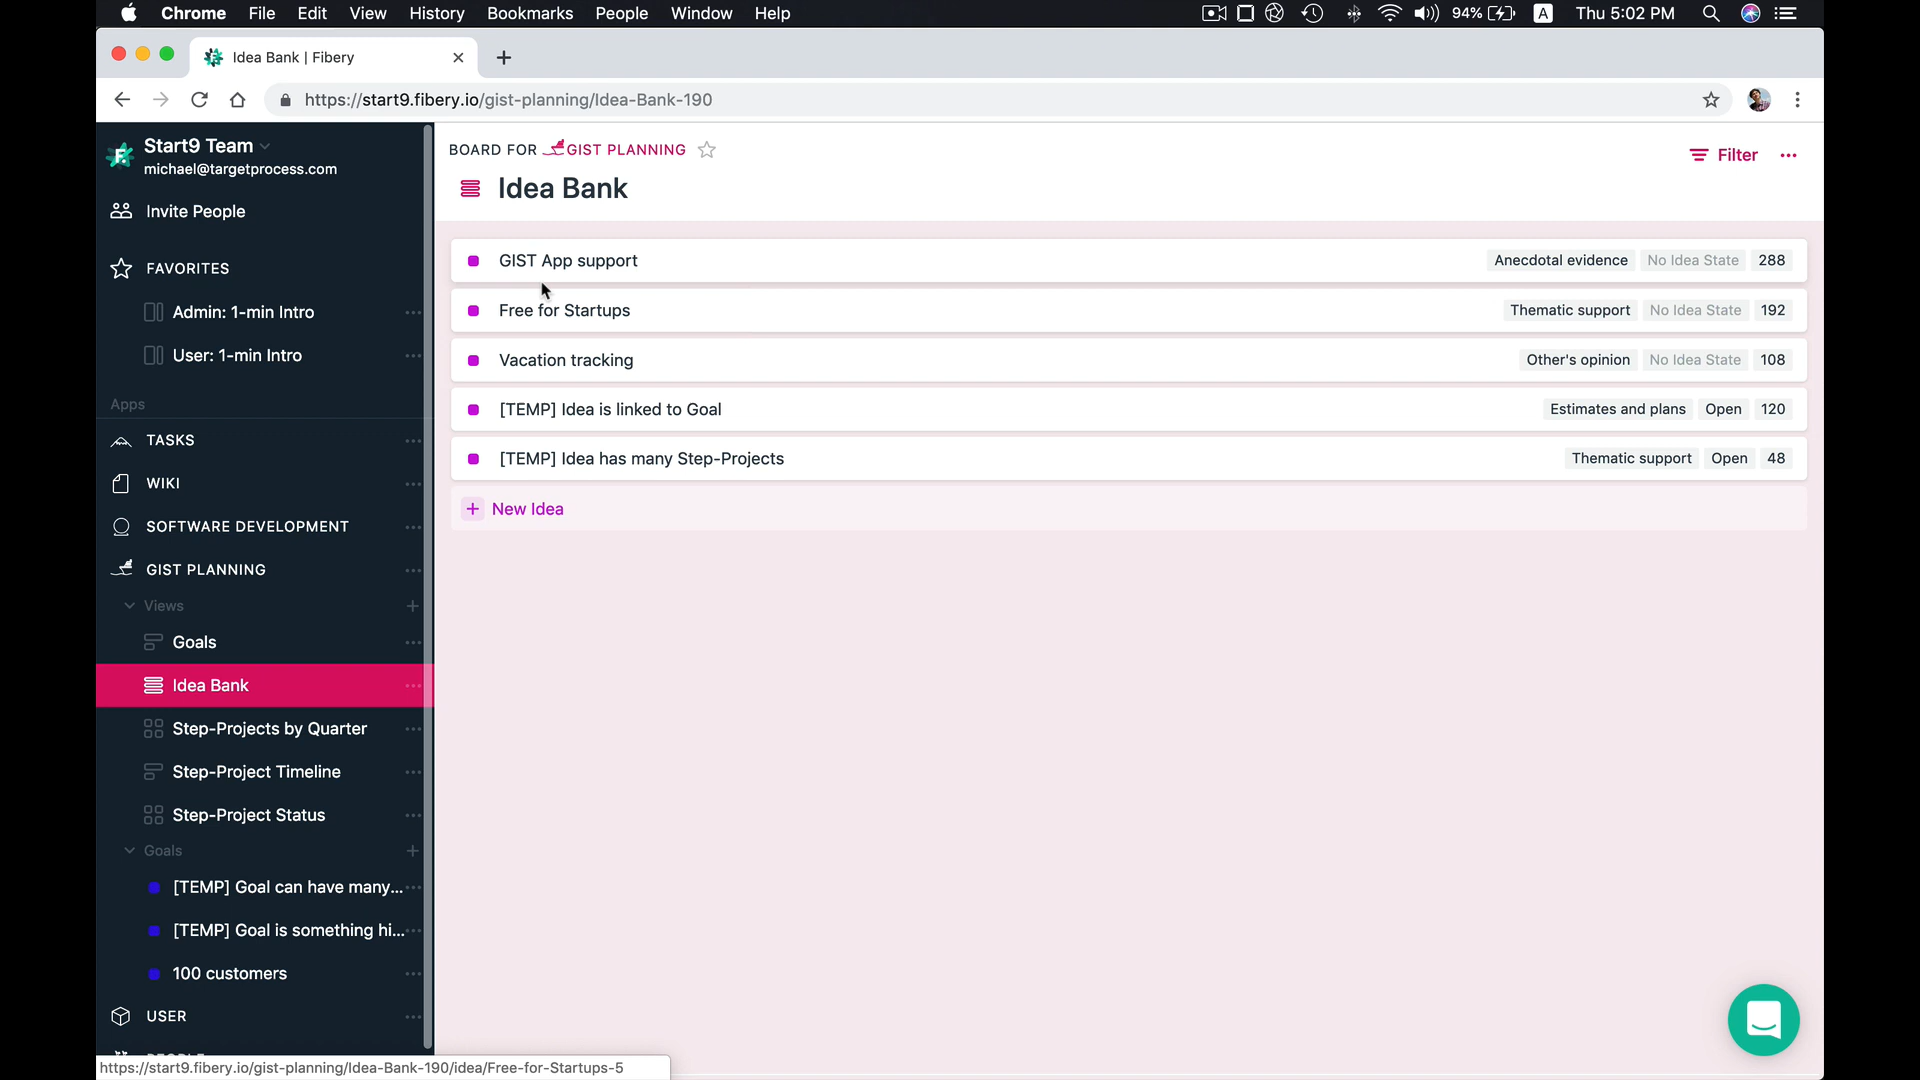 Chrome File Edit View History Bookmarks People Window Help 94% A Thu 5:02 PM
Idea Bank | Fibery
https://start9.fibery.io/gist-planning/Idea-Bank-190
F.
Start9 Team
michael@targetprocess.com
Invite People
FAVORITES
Admin: 1-min Intro
User: 1-min Intro
Apps
TASKS
WIKI
SOFTWARE DEVELOPMENT
GIST PLANNING
Views
Goals
Idea Bank
Step-Projects by Quarter
Step-Project Timeline
Step-Project Status
Goals
[TEMP] Goal can have many...
[TEMP] Goal is something hi...
100 customers
USER
https://start9.fibery.io/gist-planning/Idea-Bank-190/idea/Free-for-Startups-5
BOARD FOR GIST PLANNING
Filter
Idea Bank
GIST App support Anecdotal evidence No Idea State 288
Free for Startups Thematic support No Idea State 192
Vacation tracking Other's opinion No Idea State 108
[TEMP] Idea is linked to Goal Estimates and plans Open 120
[TEMP] Idea has many Step-Projects Thematic support Open 48
+ New Idea